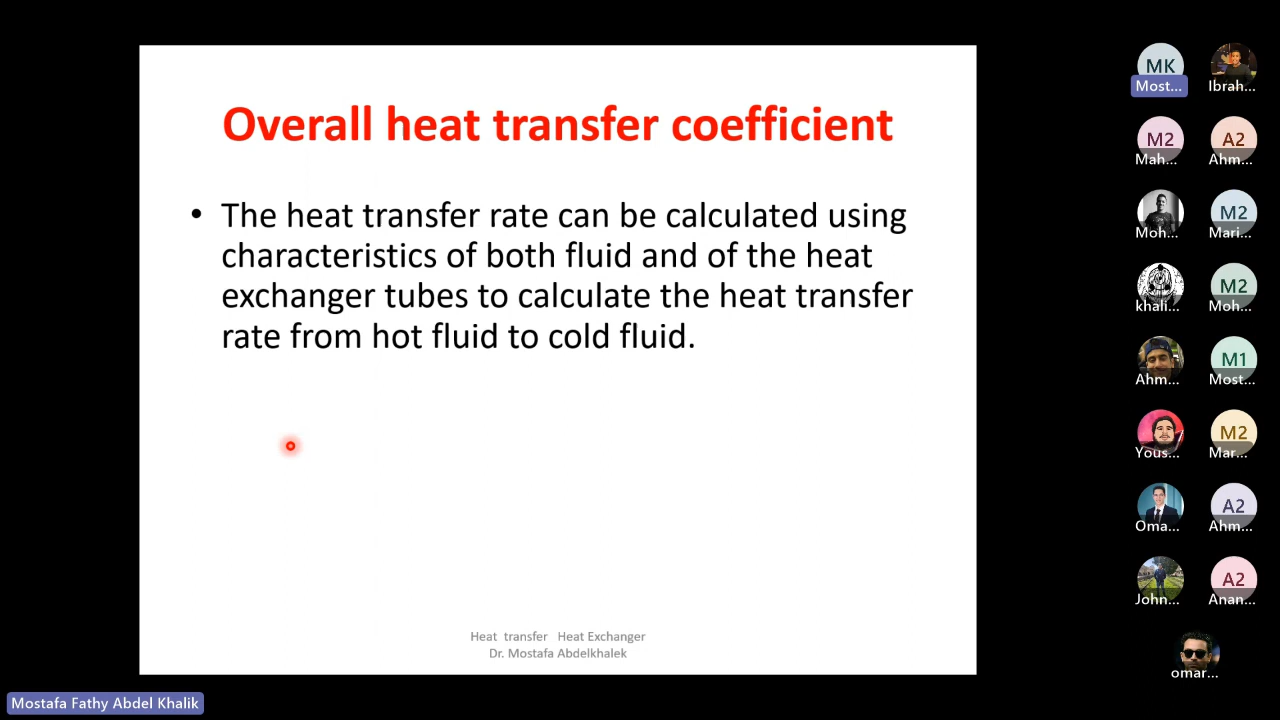 Overall heat transfer coefficient
• The heat transfer rate can be calculated using
characteristics of both fluid and of the heat
exchanger tubes to calculate the heat transfer
rate from hot fluid to cold fluid.
Heat transfer Heat Exchanger
Dr. Mostafa Abdelkhalek
MK
Most...
Ibrah...
M2
Mah...
A2
Ahm...
Moh...
M2
Mari...
khali...
M2
Moh...
Ahm...
M1
Most...
Yous...
M2
Mar...
Oma...
A2
Ahm...
John...
A2
Anan...
omar...
Mostafa Fathy Abdel Khalik